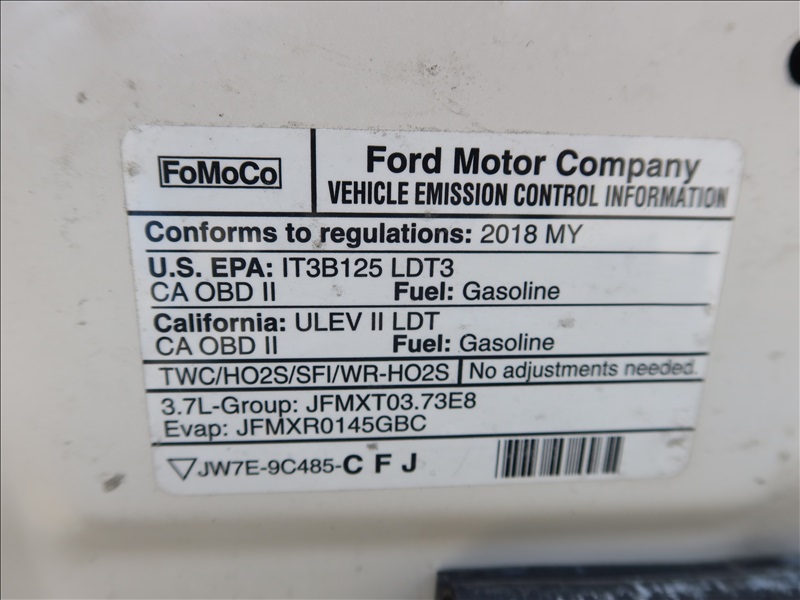 FoMoCo
Ford Motor Company
VEHICLE EMISSION CONTROL INFORMATION
Conforms to regulations: 2018 MY
U.S. EPA: IT3B125 LDT3
CA OBD II Fuel: Gasoline
California: ULEV II LDT
CA OBD II Fuel: Gasoline
TWC/HO2S/SFI/WR-HO2S No adjustments needed.
3.7L-Group: JFMXT03.73E8
Evap: JFMXR0145GBC
JW7E-9C485-C F J